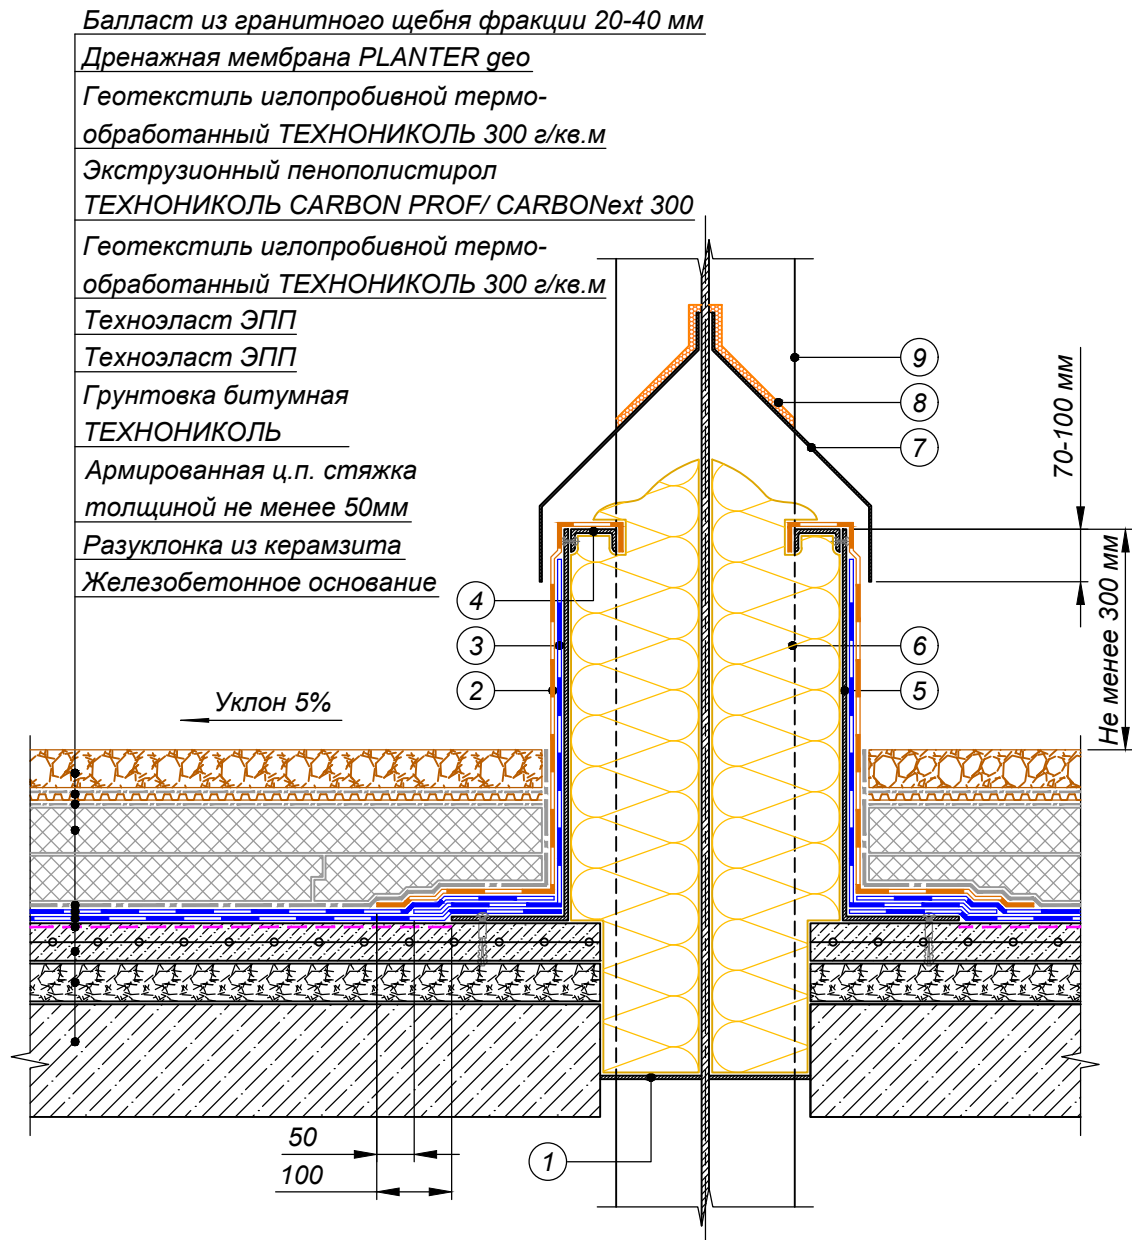 Балласт из гранитного щебня фракции 20-40 мм
Дренажная мембрана PLANTER geo
Геотекстиль иглопробивной термо-
обработанный ТЕХНОНИКОЛЬ 300 г/кв.м
Экструзионный пенополистирол
ТЕХНОНИКОЛЬ CARBON PROF/ CARBONext 300
Геотекстиль иглопробивной термо-
обработанный ТЕХНОНИКОЛЬ 300 г/кв.м
Техноэласт ЭПП
Техноэласт ЭПП
Грунтовка битумная
ТЕХНОНИКОЛЬ
Армированная ц.п. стяжка
толщиной не менее 50мм
Разуклонка из керамзита
Железобетонное основание
9
8
7
70-100 мм
Не менее 300 мм
4
3
2
6
5
Уклон 5%
50
100
1